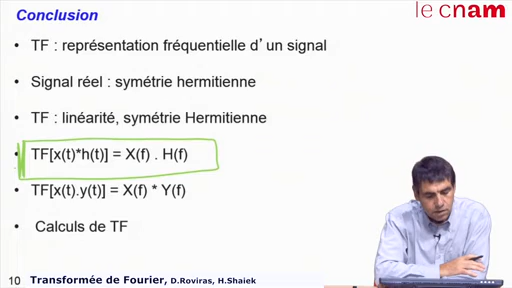 Conclusion
le cnam
• TF : représentation fréquentielle d'un signal
• Signal réel : symétrie hermitienne
• TF : linéarité, symétrie Hermitienne
• TF[x(t)*h(t)] = X(f) . H(f)
• TF[x(t).y(t)] = X(f) * Y(f)
• Calculs de TF
10 Transformée de Fourier, D.Roviras, H.Shaiek